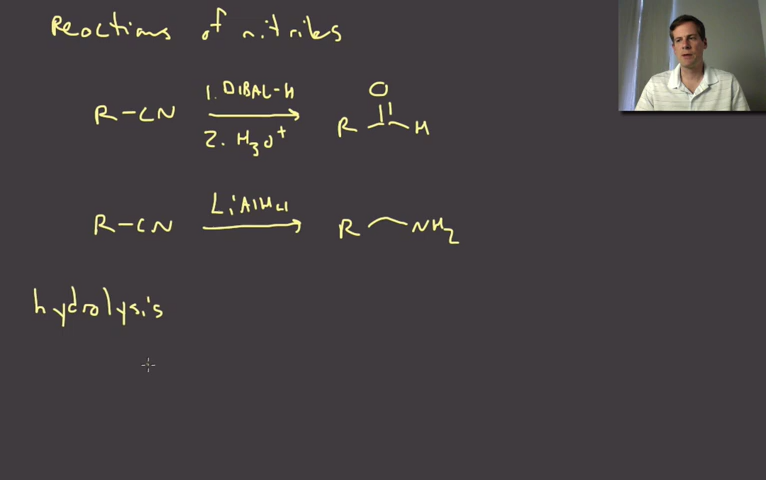 Reactions of nitriles
R-CN 1. DIBAL-H 2. H3O+ R O H
R-CN LiAlH4 R NH2
hydrolysis